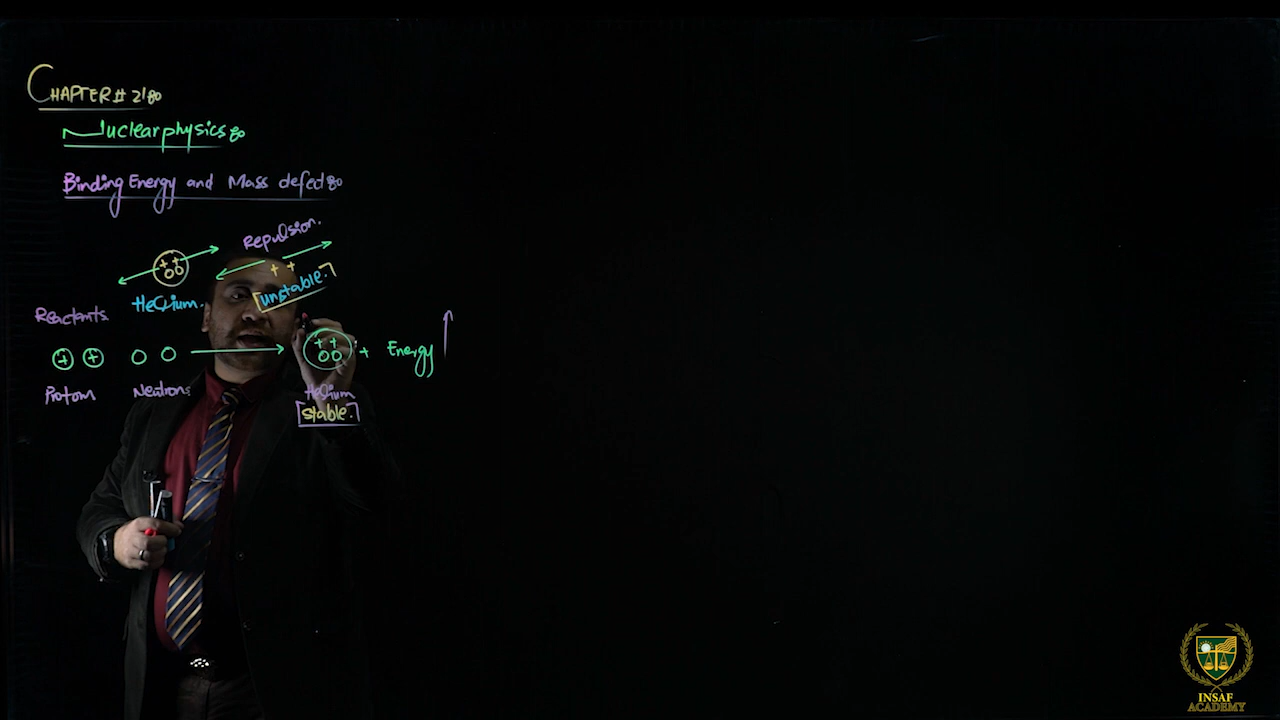 CHAPTER # 21:
Nuclear physics:
Binding Energy and Mass defect:
Repulsion.
+ +
+ +
unstable.
Helium.
Reactants.
+ + + + + Energy
Protons Neutrons Helium
stable.
INSAF
ACADEMY